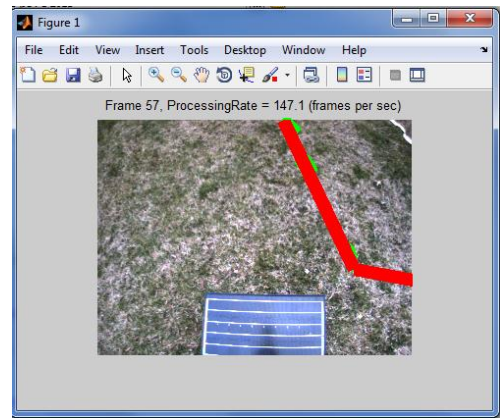 Figure 1
File Edit View Insert Tools Desktop Window Help
Frame 57, ProcessingRate = 147.1 (frames per sec)